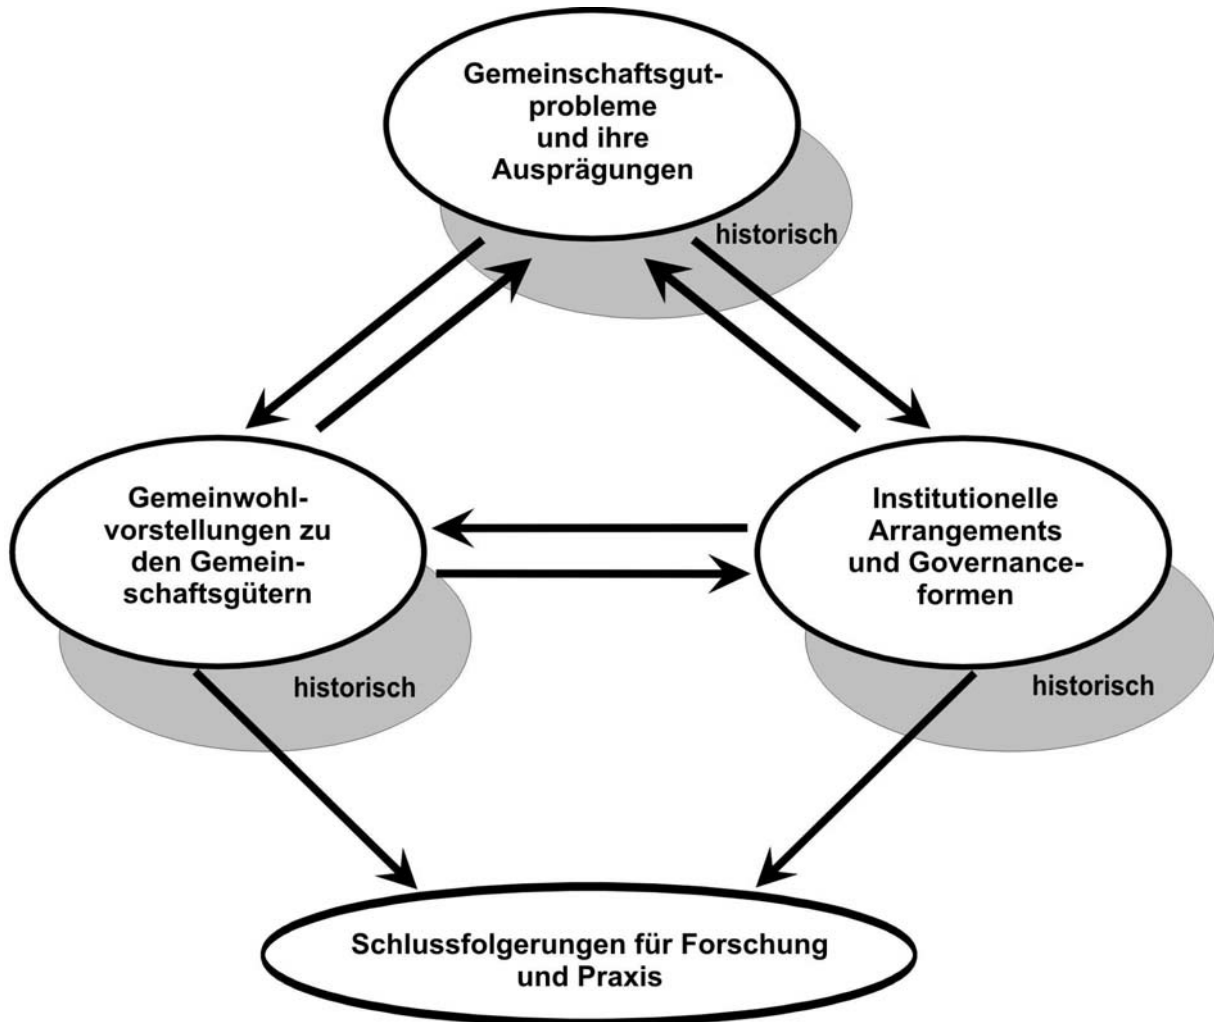 Gemeinschaftsgut-
probleme
und ihre
Ausprägungen
historisch
Gemeinwohl-
vorstellungen zu
den Gemein-
schaftsgütern
historisch
Institutionelle
Arrangements
und Governance-
formen
historisch
Schlussfolgerungen für Forschung
und Praxis